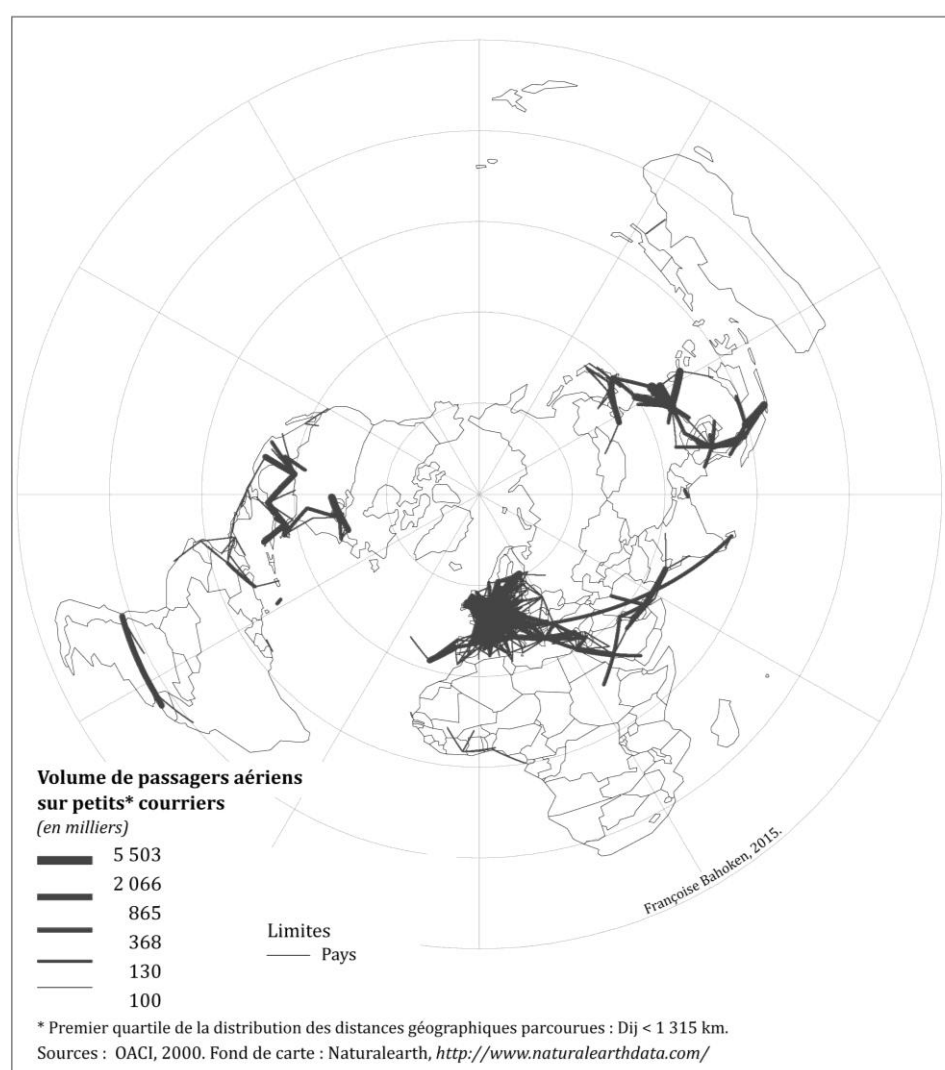 Françoise Bahoken, 2015.
Volume de passagers aériens
sur petits* courriers
(en milliers)
5 503
2 066
865
368
130
100
Limites
Pays
* Premier quartile de la distribution des distances géographiques parcourues : Dij < 1 315 km.
Sources : OACI, 2000. Fond de carte : Naturalearth, http://www.naturalearthdata.com/